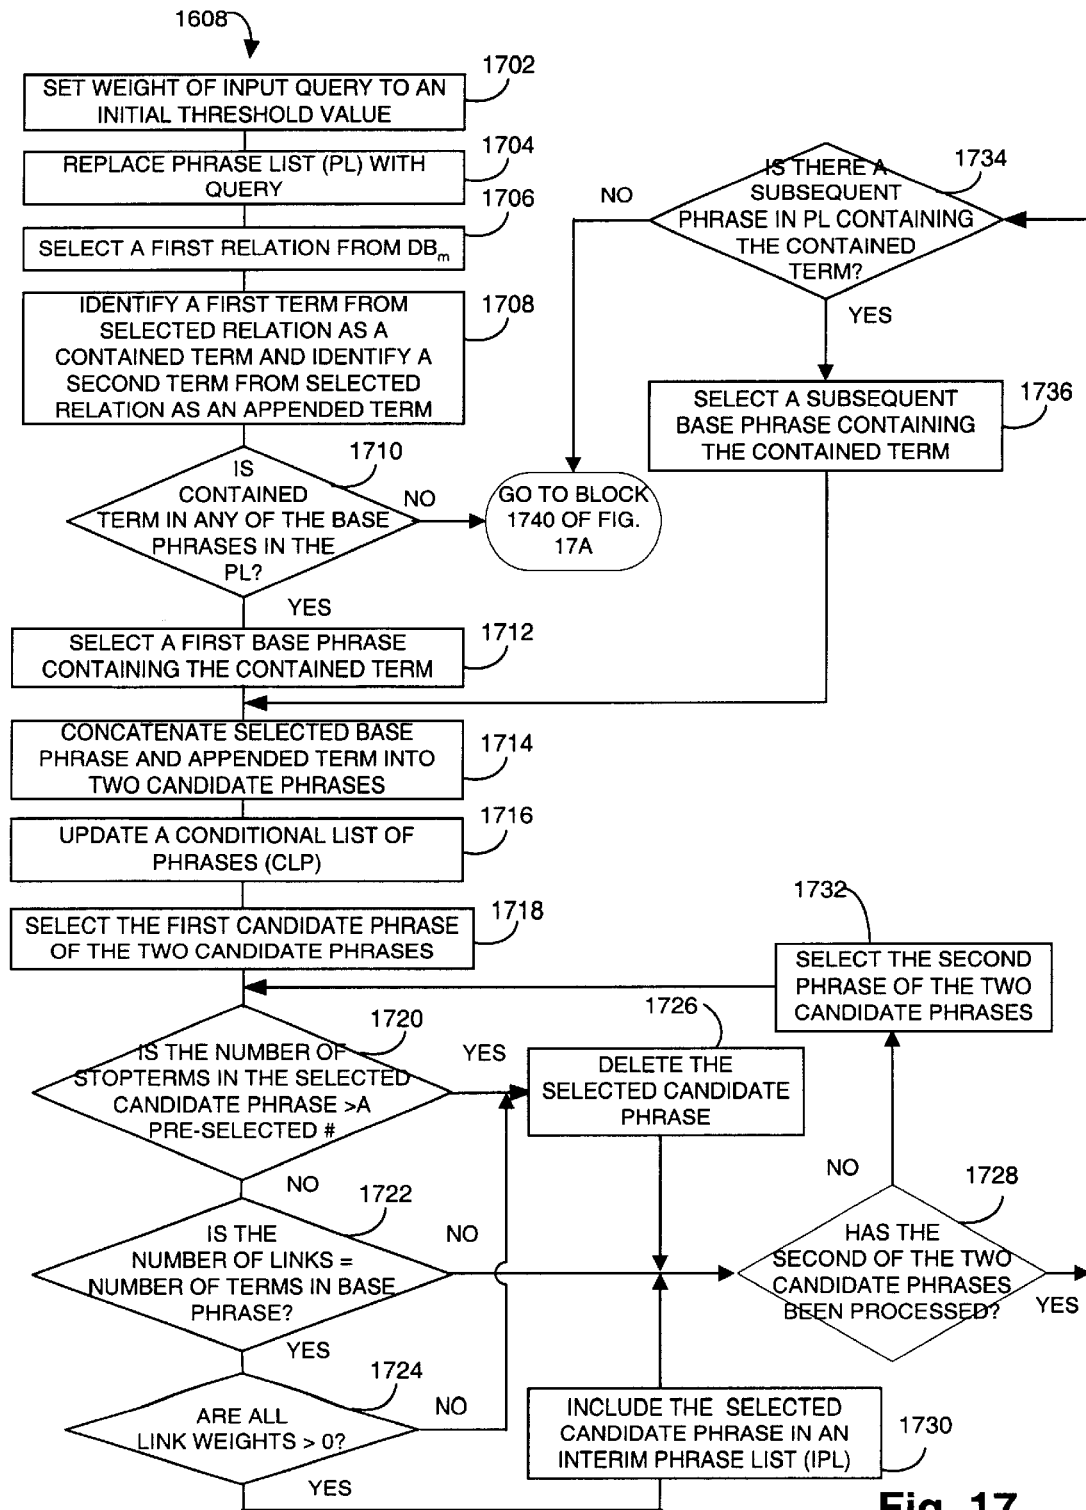 1608
SET WEIGHT OF INPUT QUERY TO AN
INITIAL THRESHOLD VALUE
1702
REPLACE PHRASE LIST (PL) WITH
QUERY
1704
SELECT A FIRST RELATION FROM DBm
1706
IDENTIFY A FIRST TERM FROM
SELECTED RELATION AS A
CONTAINED TERM AND IDENTIFY A
SECOND TERM FROM SELECTED
RELATION AS AN APPENDED TERM
1708
IS
CONTAINED
TERM IN ANY OF THE BASE
PHRASES IN THE
PL?
1710
NO
YES
GO TO BLOCK
1740 OF FIG.
17A
SELECT A FIRST BASE PHRASE
CONTAINING THE CONTAINED TERM
1712
CONCATENATE SELECTED BASE
PHRASE AND APPENDED TERM INTO
TWO CANDIDATE PHRASES
1714
UPDATE A CONDITIONAL LIST OF
PHRASES (CLP)
1716
SELECT THE FIRST CANDIDATE PHRASE
OF THE TWO CANDIDATE PHRASES
1718
IS THE NUMBER OF
STOPTERMS IN THE SELECTED
CANDIDATE PHRASE >A
PRE-SELECTED #
1720
YES
NO
IS THE
NUMBER OF LINKS =
NUMBER OF TERMS IN BASE
PHRASE?
1722
NO
YES
ARE ALL
LINK WEIGHTS > 0?
1724
NO
YES
DELETE THE
SELECTED CANDIDATE
PHRASE
1726
HAS THE
SECOND OF THE TWO
CANDIDATE PHRASES
BEEN PROCESSED?
1728
NO
YES
INCLUDE THE SELECTED
CANDIDATE PHRASE IN AN
INTERIM PHRASE LIST (IPL)
1730
SELECT THE SECOND
PHRASE OF THE TWO
CANDIDATE PHRASES
1732
IS THERE A
SUBSEQUENT
PHRASE IN PL CONTAINING
THE CONTAINED
TERM?
1734
NO
YES
SELECT A SUBSEQUENT
BASE PHRASE CONTAINING
THE CONTAINED TERM
1736
Fig. 17